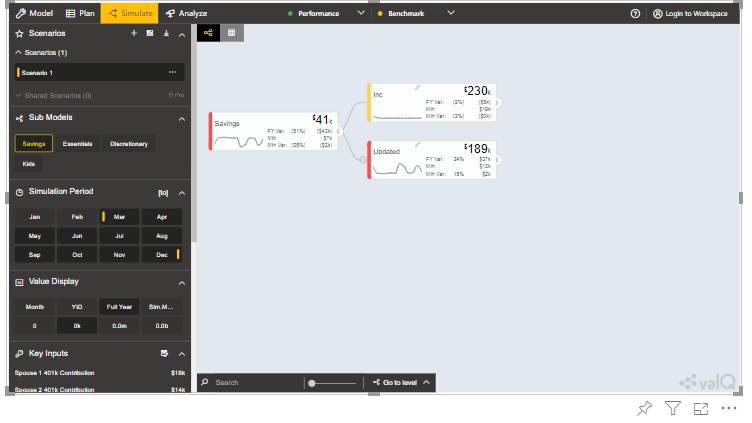 Model Plan Simulate Analyze Performance Benchmark Login to Workspace
Scenarios
Scenarios (1)
Scenario 1
Shared Scenarios (0)
Sub Models
Savings Essentials Discretionary
Kids
Simulation Period
Jan Feb Mar Apr
May Jun Jul Aug
Sep Oct Nov Dec
Value Display
Month YTD Full Year Sim.M...
0 0k 0.0m 0.0b
Key Inputs
Spouse 1 401k Contribution $18k
Spouse 2 401k Contribution $14k
Savings $41k
FY Var. (51%) ($43k)
Mth $7k
Mth Var. (26%) ($2k)
Inc $230k
FY Var. (2%) ($5k)
Mth $19k
Mth Var. (2%) ($0k)
Updated $189k
FY Var. 24% $37k
Mth $13k
Mth Var. 18% $2k
Search Go to level
valQ